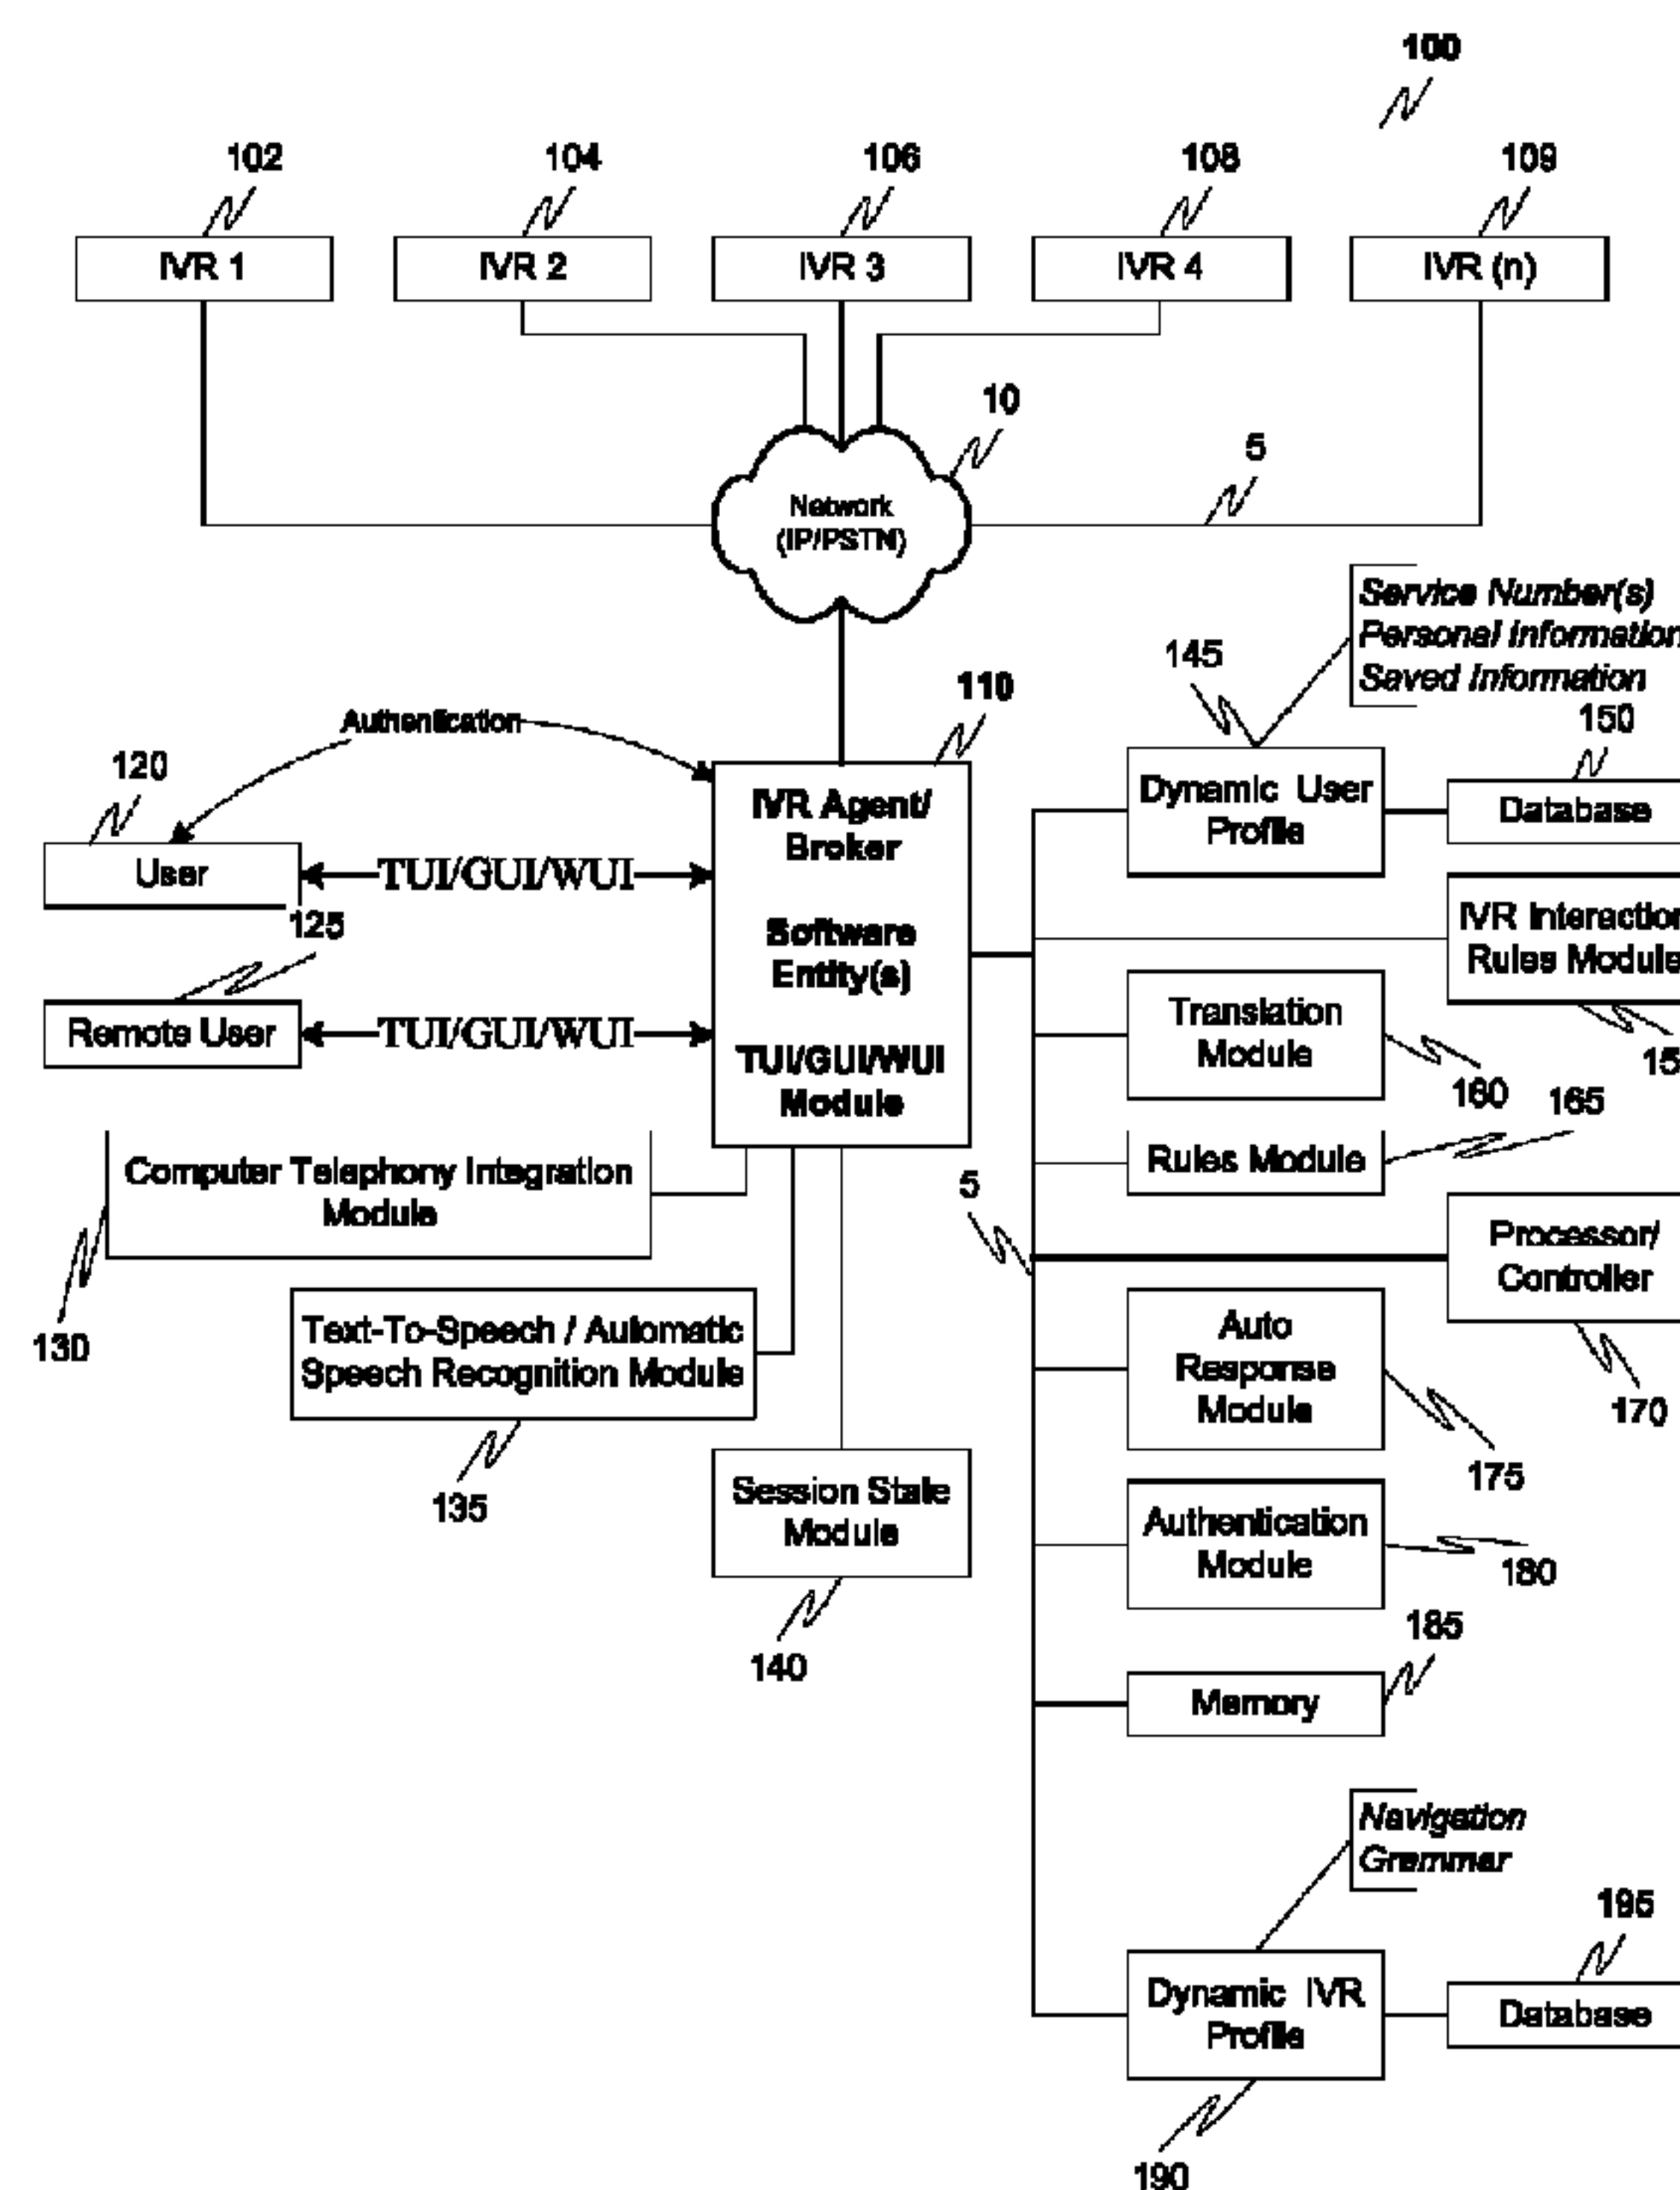 100
102
104
106
108
109
IVR 1
IVR 2
IVR 3
IVR 4
IVR (n)
10
5
Network
(IP/PSTN)
Service Number(s)
Personal Information
Saved Information
145
150
110
Authentication
120
IVR Agent/
Broker
Software
Entity(s)
TUI/GUI/WUI
Module
Dynamic User
Profile
Database
User
TUI/GUI/WUI
125
IVR Interaction
Rules Module
Remote User
TUI/GUI/WUI
Translation
Module
160
165
Computer Telephony Integration
Module
Rules Module
5
130
Processor/
Controller
Text-To-Speech / Automatic
Speech Recognition Module
Auto
Response
Module
170
135
175
Session State
Module
Authentication
Module
180
140
185
Memory
Navigation
Grammar
195
Dynamic IVR
Profile
Database
190